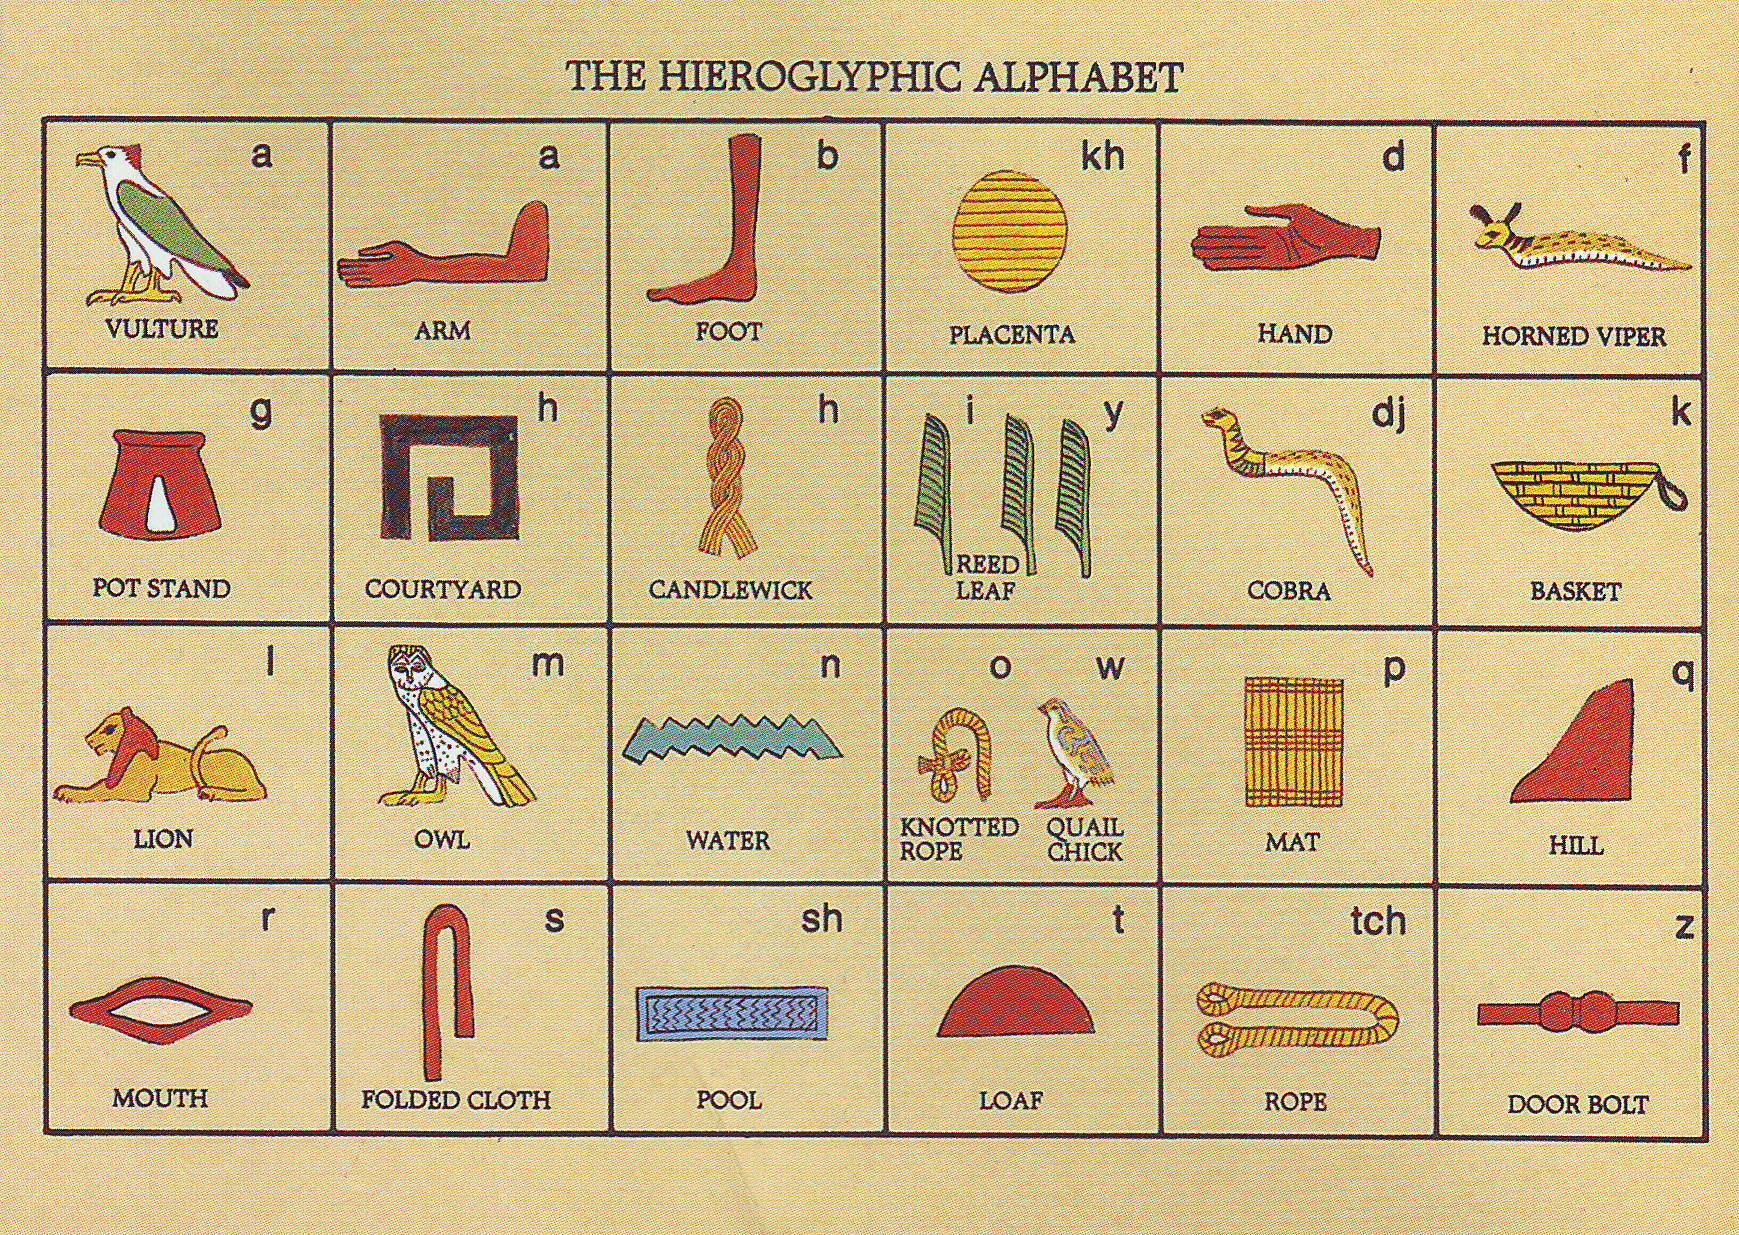 THE HIEROGLYPHIC ALPHABET
a
VULTURE
a
ARM
b
FOOT
kh
PLACENTA
d
HAND
f
HORNED VIPER
g
POT STAND
h
COURTYARD
h
CANDLEWICK
i y
REED
LEAF
dj
COBRA
k
BASKET
l
LION
m
OWL
n
WATER
o w
KNOTTED
ROPE
QUAIL
CHICK
p
MAT
q
HILL
r
MOUTH
s
FOLDED CLOTH
sh
POOL
t
LOAF
tch
ROPE
z
DOOR BOLT